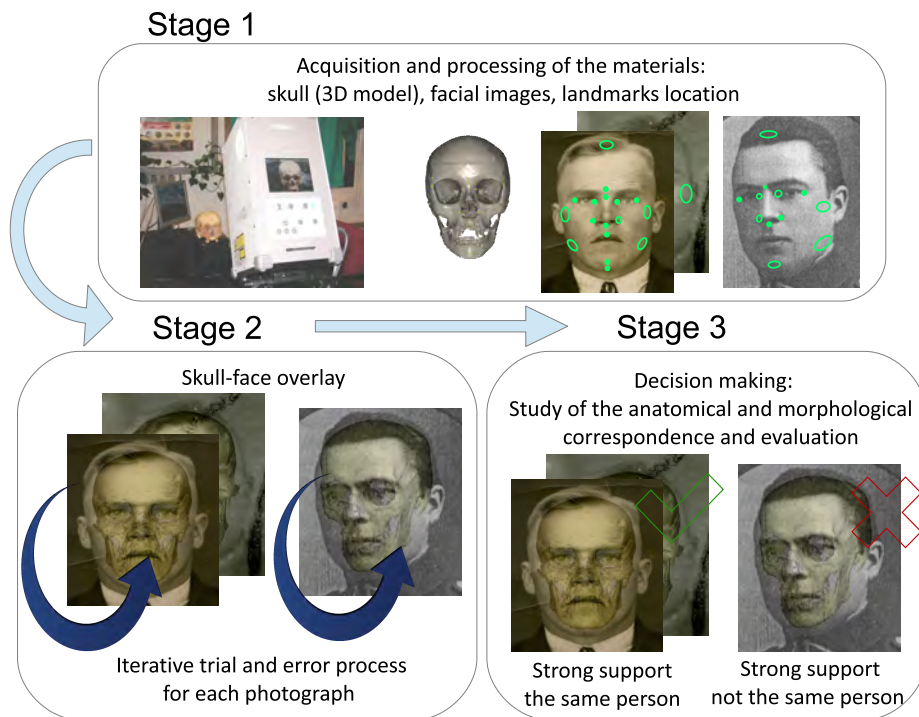 Stage 1
Acquisition and processing of the materials:
skull (3D model), facial images, landmarks location
Stage 2
Skull-face overlay
Iterative trial and error process
for each photograph
Stage 3
Decision making:
Study of the anatomical and morphological
correspondence and evaluation
Strong support
the same person
Strong support
not the same person